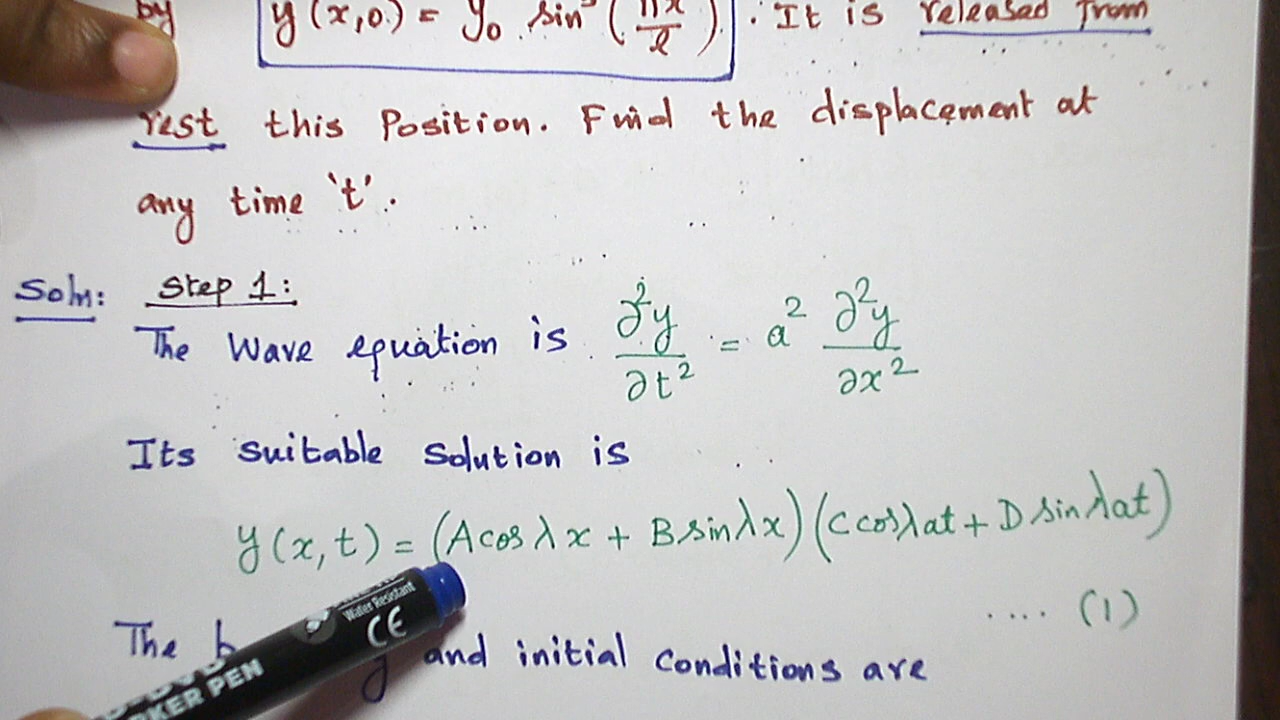 by y(x,0) = y₀ sin³(πx/l). It is released from
rest this Position. Find the displacement at
any time 't'.
Soln: Step 1:
The Wave equation is ∂²y/∂t² = a² ∂²y/∂x²
Its suitable solution is
y(x,t) = (A cos λx + B sin λx)(C cos λat + D sin λat)
.... (1)
The and initial conditions are
Water Resistant
CE
MARKER PEN